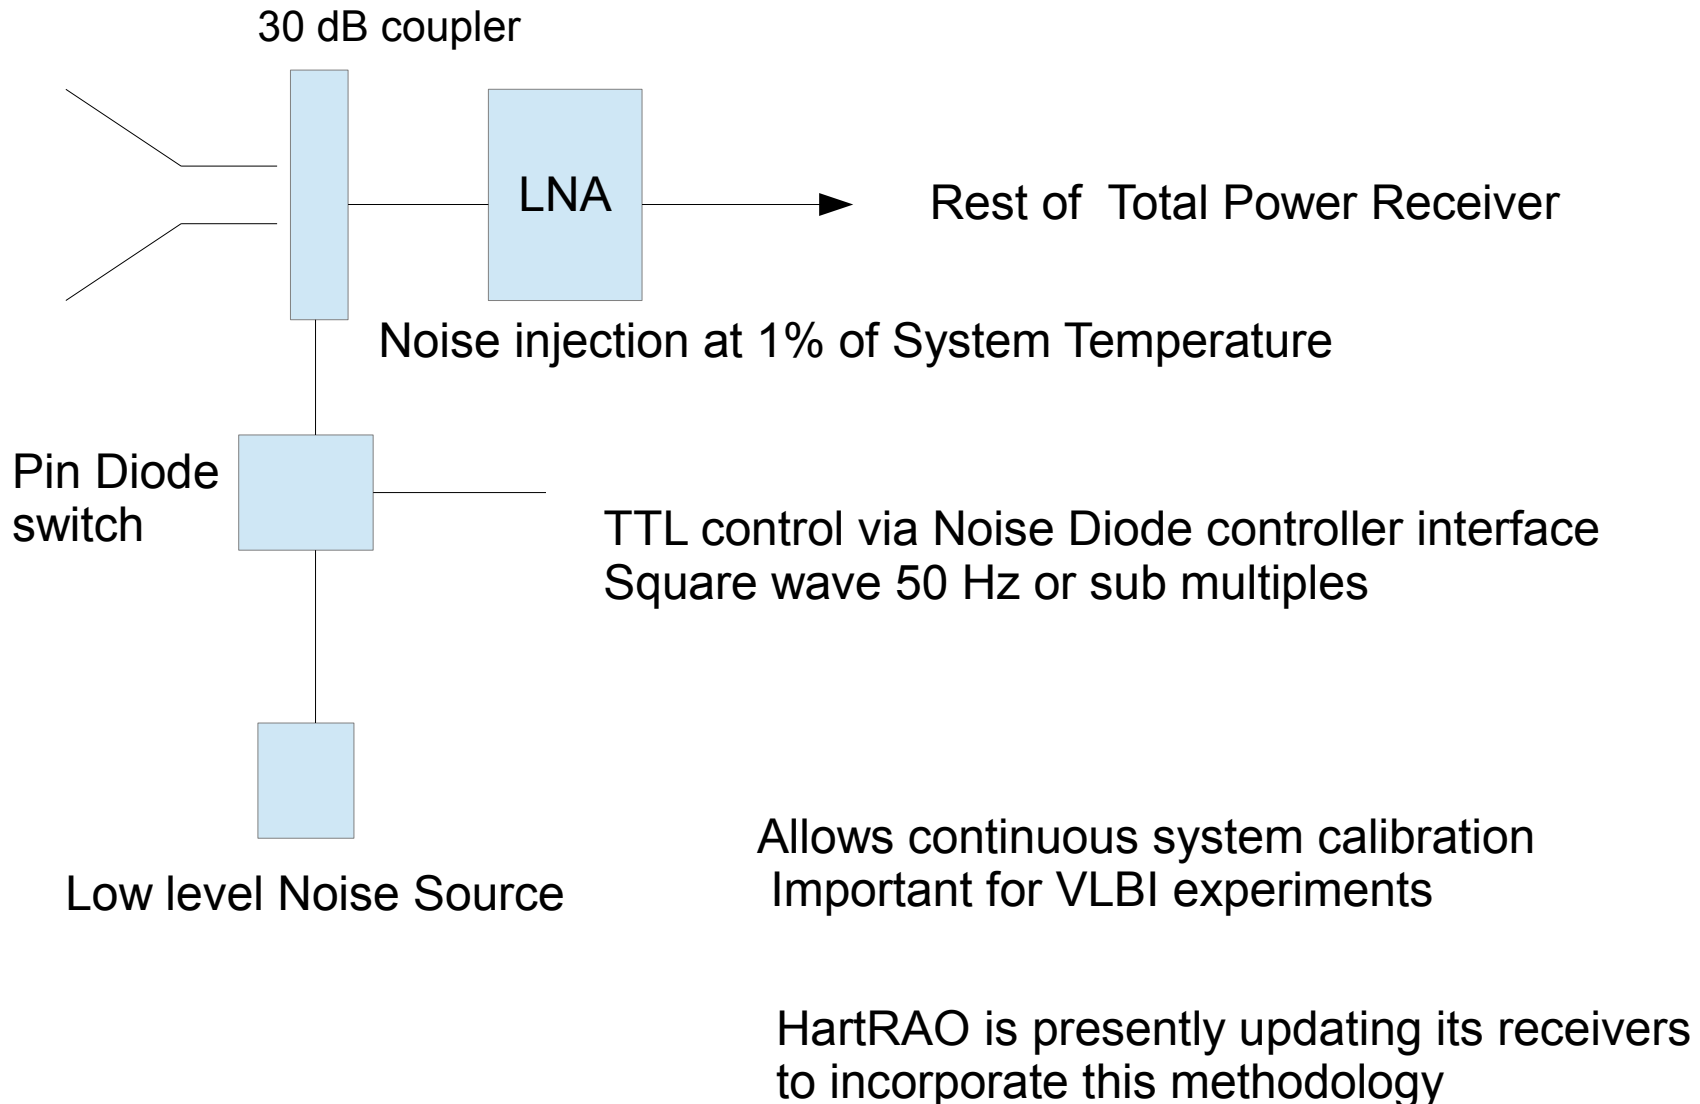 30 dB coupler
LNA
Rest of Total Power Receiver
Noise injection at 1% of System Temperature
Pin Diode
switch
TTL control via Noise Diode controller interface
Square wave 50 Hz or sub multiples
Low level Noise Source
Allows continuous system calibration
Important for VLBI experiments
HartRAO is presently updating its receivers
to incorporate this methodology